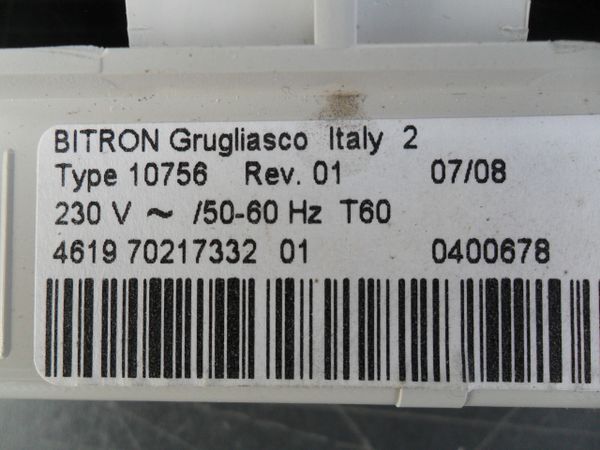 BITRON Grugliasco Italy 2
Type 10756 Rev. 01 07/08
230 V ~ /50-60 Hz T60
4619 70217332 01 0400678